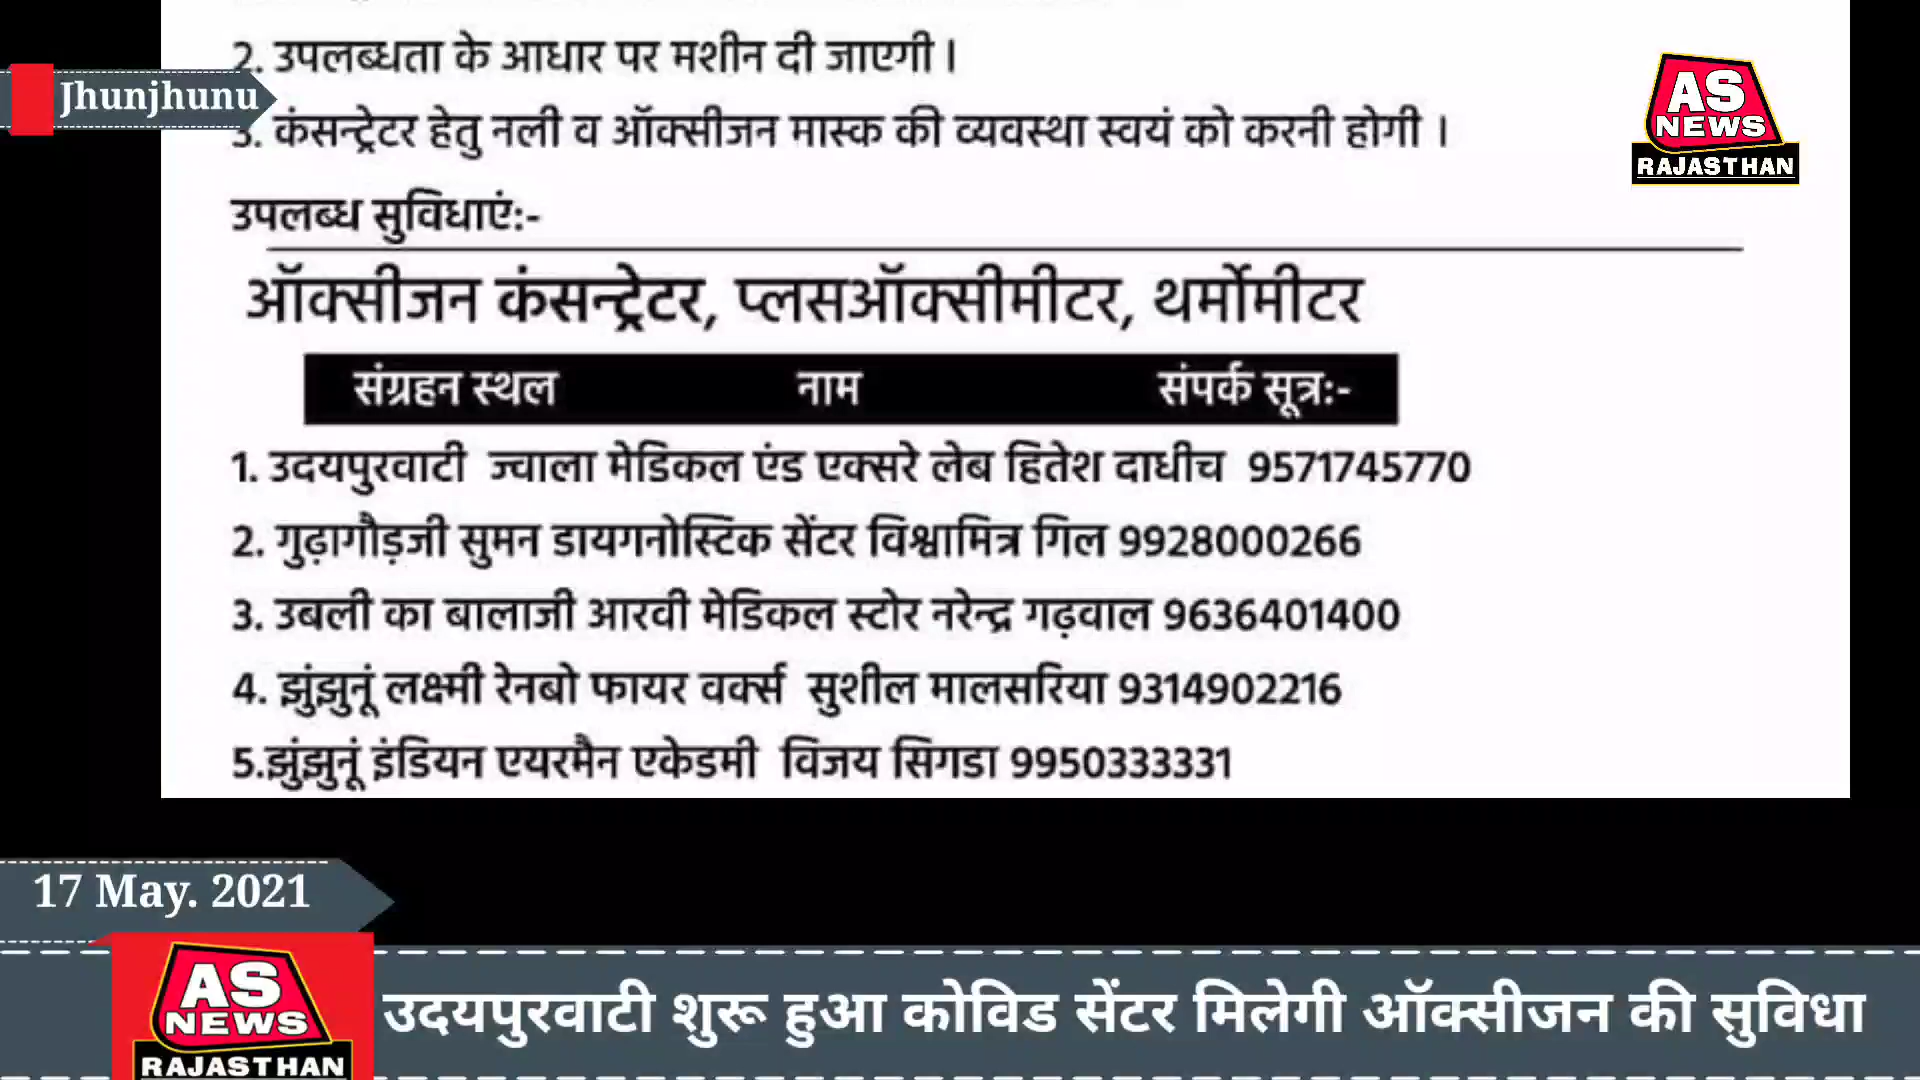 2. उपलब्धता के आधार पर मशीन दी जाएगी ।
Jhunjhunu
3. कंसन्ट्रेटर हेतु नली व ऑक्सीजन मास्क की व्यवस्था स्वयं को करनी होगी ।
AS
NEWS
RAJASTHAN
उपलब्ध सुविधाएं:-
ऑक्सीजन कंसन्ट्रेटर, प्लसऑक्सीमीटर, थर्मोमीटर
संग्रहन स्थल नाम संपर्क सूत्र:-
1. उदयपुरवाटी ज्वाला मेडिकल एंड एक्सरे लेब हितेश दाधीच 9571745770
2. गुढ़ागौड़जी सुमन डायगनोस्टिक सेंटर विश्वामित्र गिल 9928000266
3. उबली का बालाजी आरवी मेडिकल स्टोर नरेन्द्र गढ़वाल 9636401400
4. झुंझुनूं लक्ष्मी रेनबो फायर वर्क्स सुशील मालसरिया 9314902216
5.झुंझुनूं इंडियन एयरमैन एकेडमी विजय सिगडा 9950333331
17 May. 2021
AS
NEWS
RAJASTHAN
उदयपुरवाटी शुरू हुआ कोविड सेंटर मिलेगी ऑक्सीजन की सुविधा